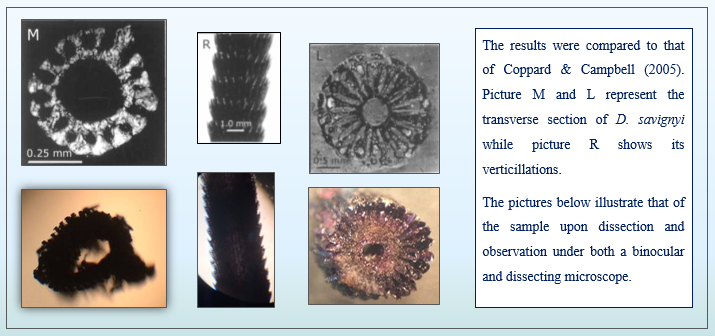 M
0.25 mm
R
1.0 mm
L
0.5 mm
The results were compared to that
of Coppard & Campbell (2005).
Picture M and L represent the
transverse section of D. savignyi
while picture R shows its
verticillations.
The pictures below illustrate that of
the sample upon dissection and
observation under both a binocular
and dissecting microscope.